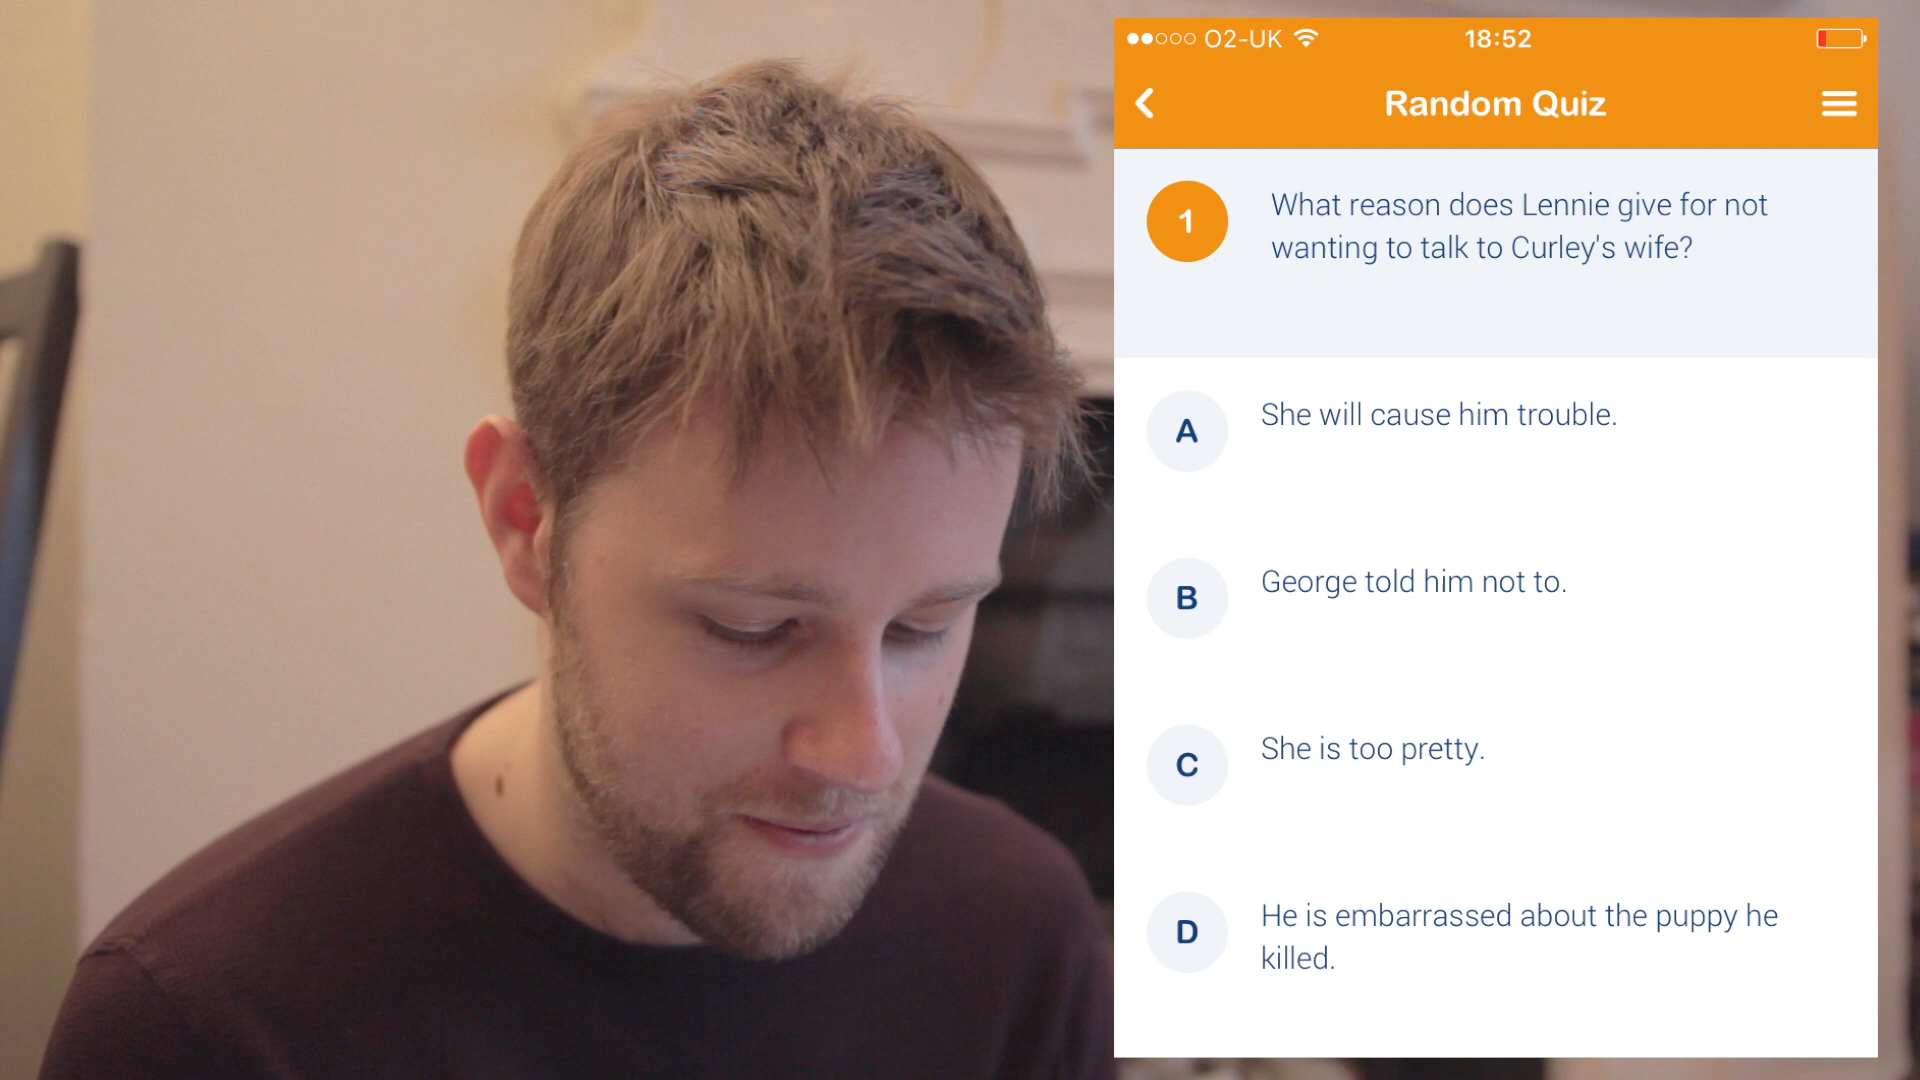 O2-UK
18:52
Random Quiz
1
What reason does Lennie give for not
wanting to talk to Curley's wife?
A
She will cause him trouble.
B
George told him not to.
C
She is too pretty.
D
He is embarrassed about the puppy he
killed.